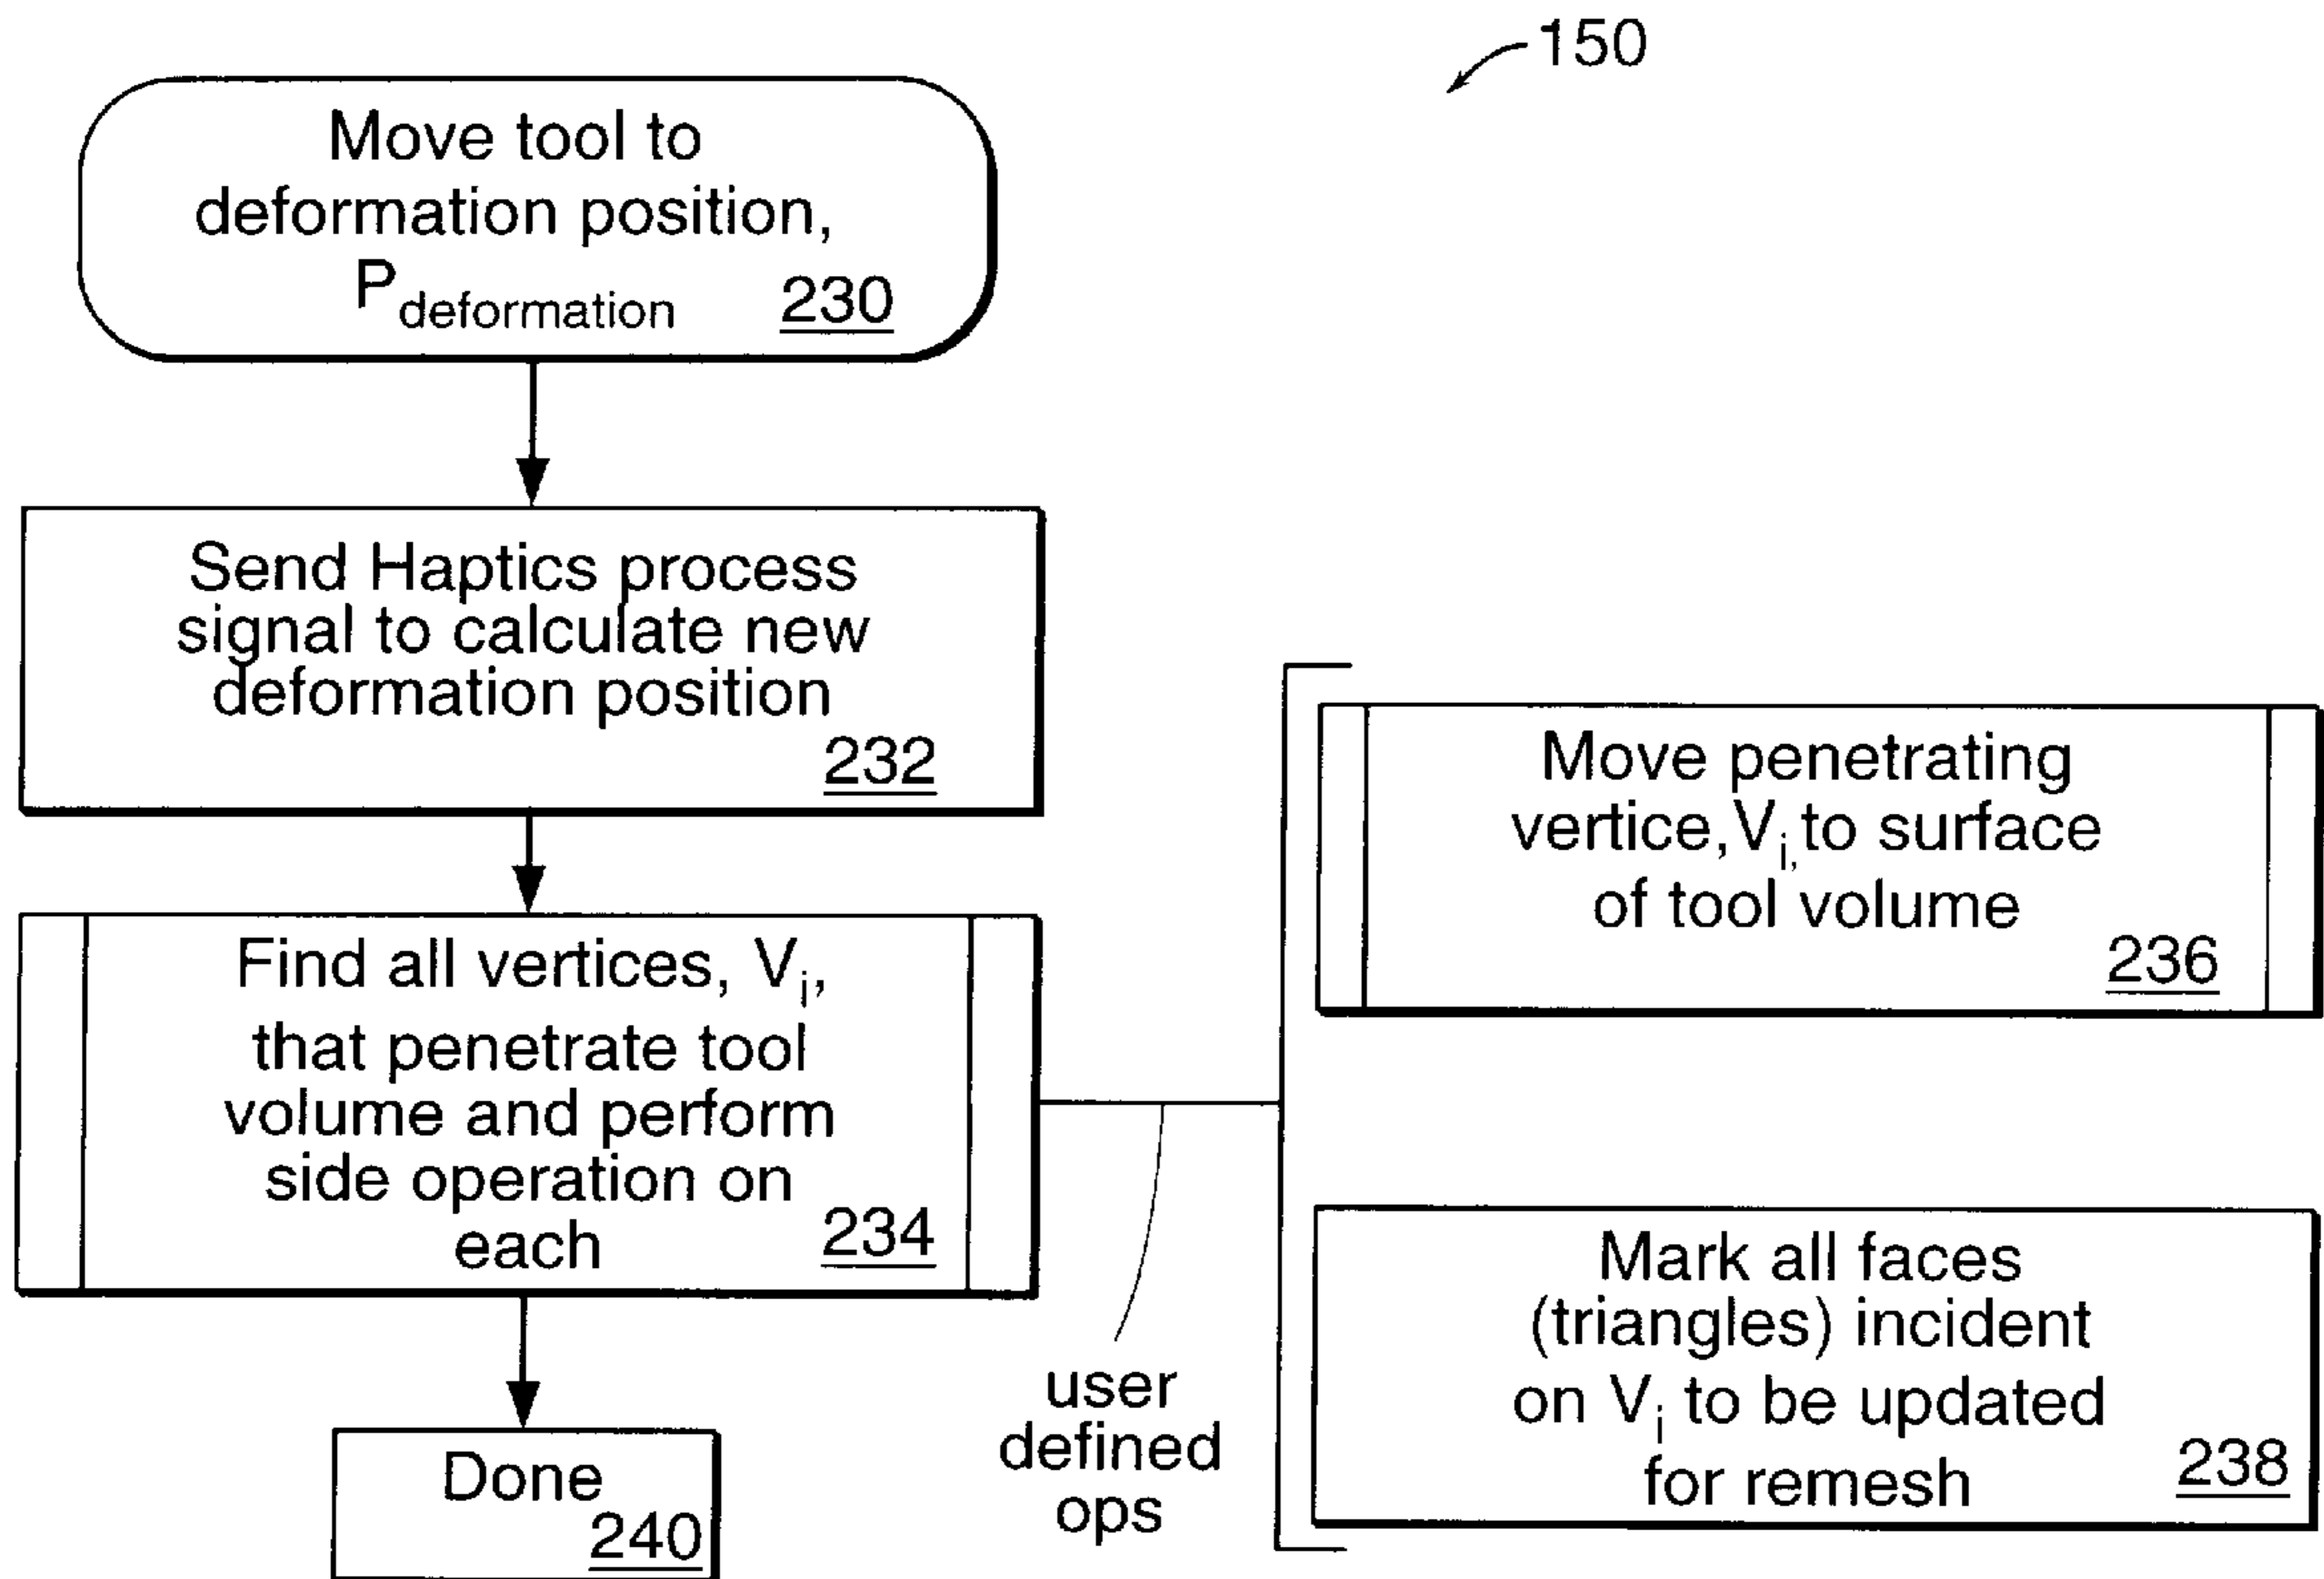 150
Move tool to
deformation position,
Pdeformation 230
Send Haptics process
signal to calculate new
deformation position
232
Find all vertices, Vi,
that penetrate tool
volume and perform
side operation on
each 234
Done
240
user
defined
ops
Move penetrating
vertice,Vi,to surface
of tool volume
236
Mark all faces
(triangles) incident
on Vi to be updated
for remesh 238